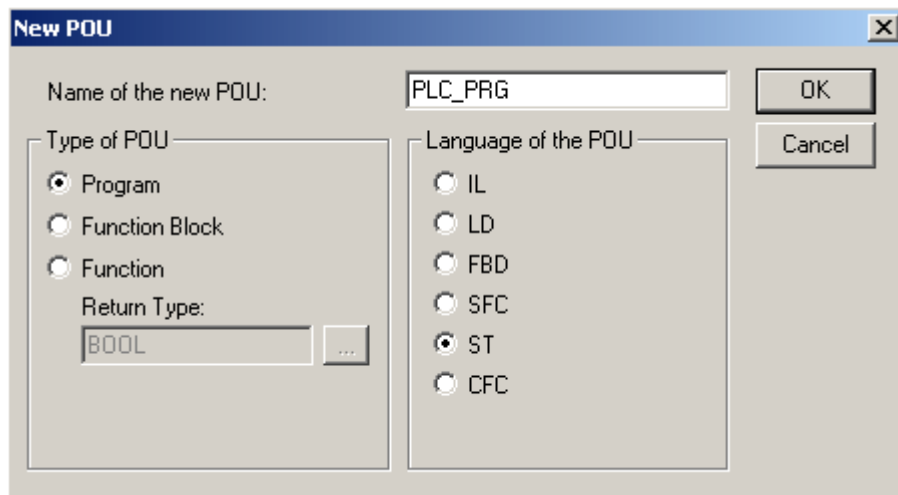 New POU
Name of the new POU:
PLC_PRG
OK
Cancel
Type of POU
Program
Function Block
Function
Return Type:
BOOL
...
Language of the POU
IL
LD
FBD
SFC
ST
CFC